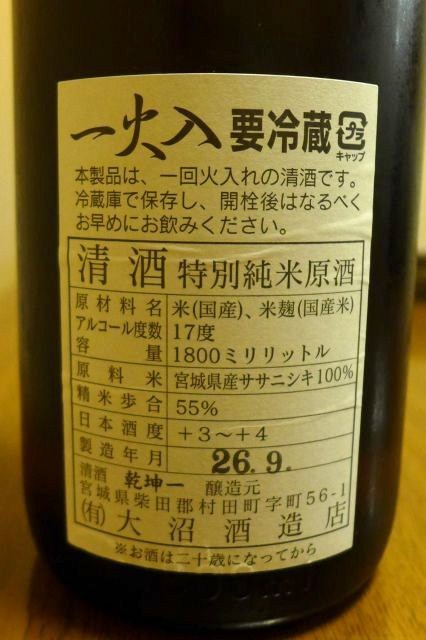 一火入 要冷蔵 プラ
キャップ
本製品は、一回火入れの清酒です。
冷蔵庫で保存し、開栓後はなるべく
お早めにお飲みください。
清酒 特別純米原酒
原材料名 米(国産)、米麹(国産米)
アルコール度数 17度
容量 1800ミリリットル
原料米 宮城県産ササニシキ100%
精米歩合 55%
日本酒度 +3～+4
製造年月 26.9.
清酒 乾坤一 醸造元
宮城県柴田郡村田町字町56-1
(有)大沼酒造店
※お酒は二十歳になってから